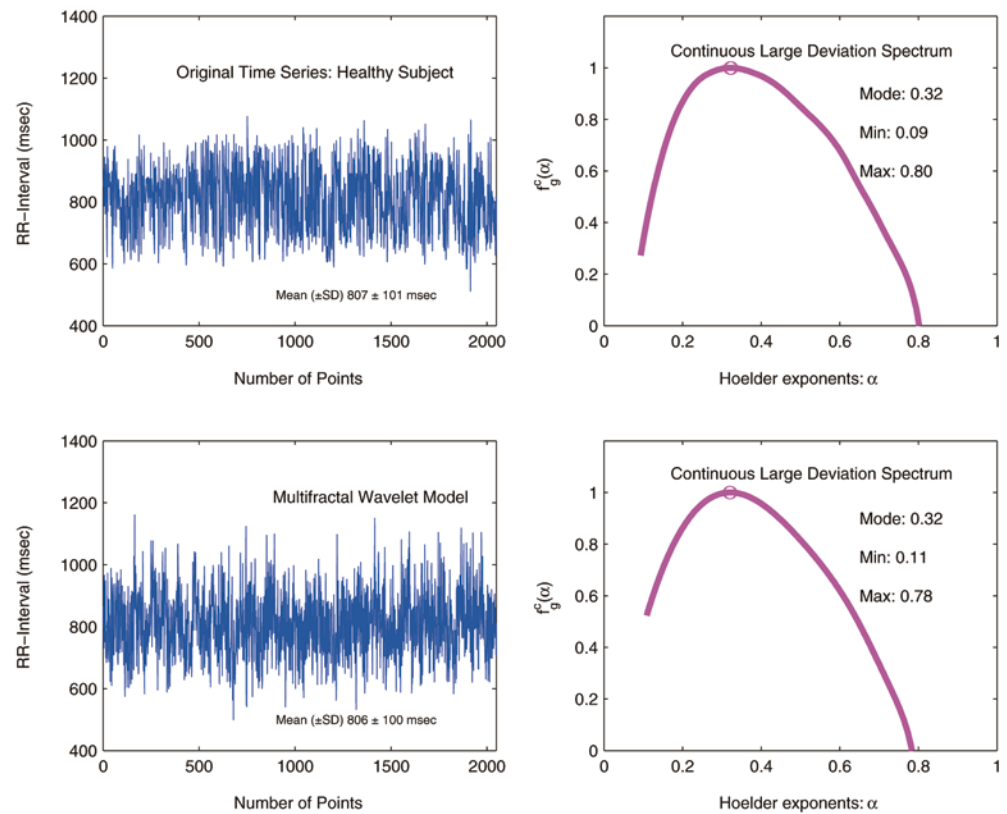 1400
1200
1000
800
600
400
RR–Interval (msec)
Original Time Series: Healthy Subject
Mean (±SD) 807 ± 101 msec
0
500
1000
1500
2000
Number of Points
1
0.8
0.6
0.4
0.2
0
f_g^c(α)
Continuous Large Deviation Spectrum
Mode: 0.32
Min: 0.09
Max: 0.80
0
0.2
0.4
0.6
0.8
1
Hoelder exponents: α
1400
1200
1000
800
600
400
RR–Interval (msec)
Multifractal Wavelet Model
Mean (±SD) 806 ± 100 msec
0
500
1000
1500
2000
Number of Points
1
0.8
0.6
0.4
0.2
0
f_g^c(α)
Continuous Large Deviation Spectrum
Mode: 0.32
Min: 0.11
Max: 0.78
0
0.2
0.4
0.6
0.8
1
Hoelder exponents: α